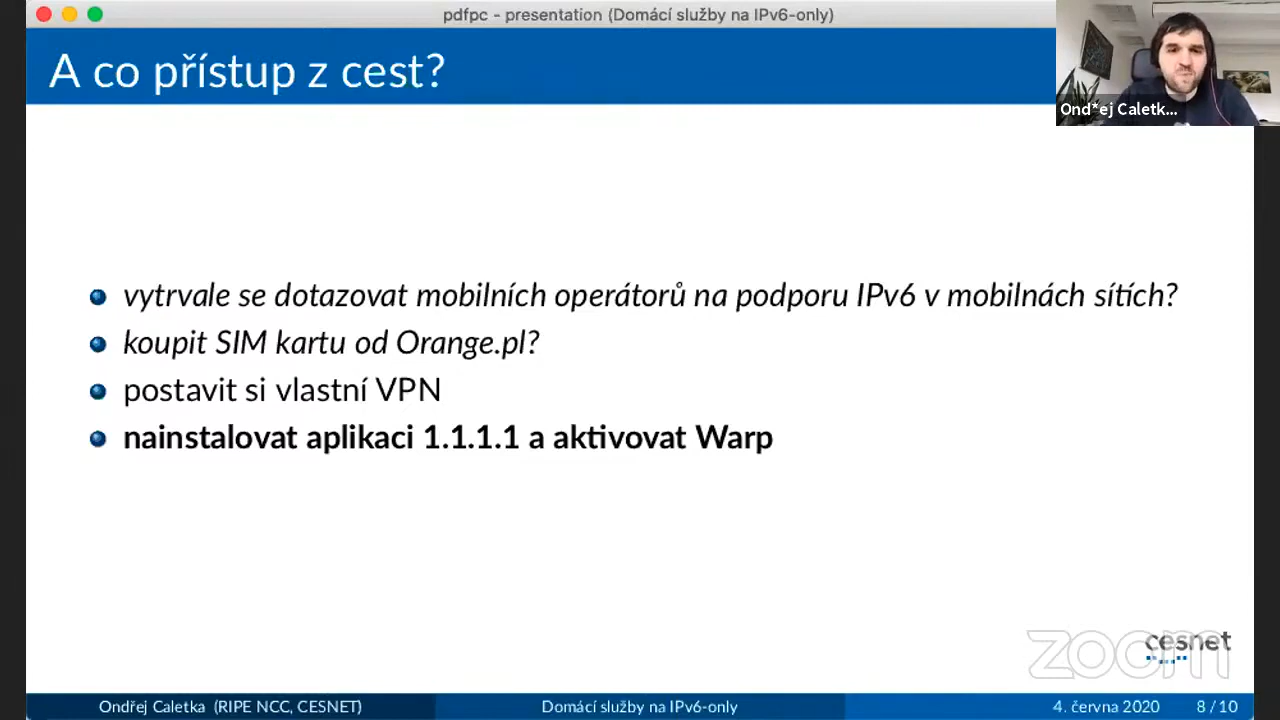 pdfpc - presentation (Domácí služby na IPv6-only)
A co přístup z cest?
Ond*ej Caletk...
vytrvale se dotazovat mobilních operátorů na podporu IPv6 v mobilnách sítích?
koupit SIM kartu od Orange.pl?
postavit si vlastní VPN
nainstalovat aplikaci 1.1.1.1 a aktivovat Warp
cesnet
zoom
Ondřej Caletka (RIPE NCC, CESNET)
Domácí služby na IPv6-only
4. června 2020
8 / 10